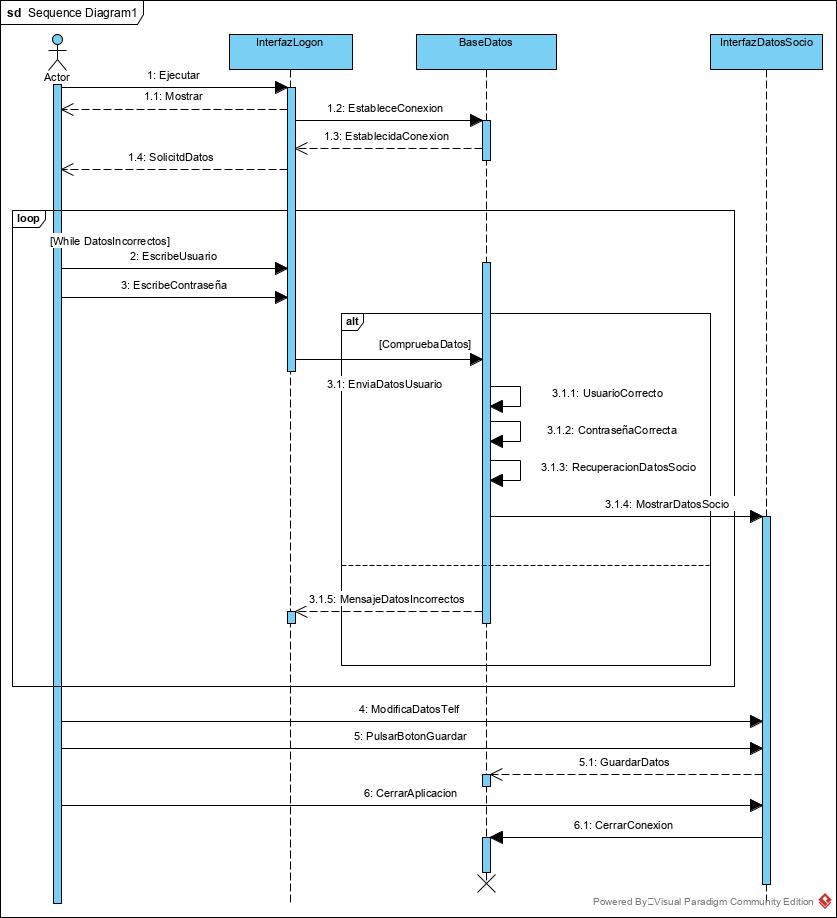 sd Sequence Diagram1
InterfazLogon
BaseDatos
InterfazDatosSocio
Actor
1: Ejecutar
1.1: Mostrar
1.2: EstableceConexion
1.3: EstablecidaConexion
1.4: SolicitdDatos
loop
[While DatosIncorrectos]
2: EscribeUsuario
3: EscribeContraseña
alt
[CompruebaDatos]
3.1: EnviaDatosUsuario
3.1.1: UsuarioCorrecto
3.1.2: ContraseñaCorrecta
3.1.3: RecuperacionDatosSocio
3.1.4: MostrarDatosSocio
3.1.5: MensajeDatosIncorrectos
4: ModificaDatosTelf
5: PulsarBotonGuardar
5.1: GuardarDatos
6: CerrarAplicacion
6.1: CerrarConexion
Powered By Visual Paradigm Community Edition